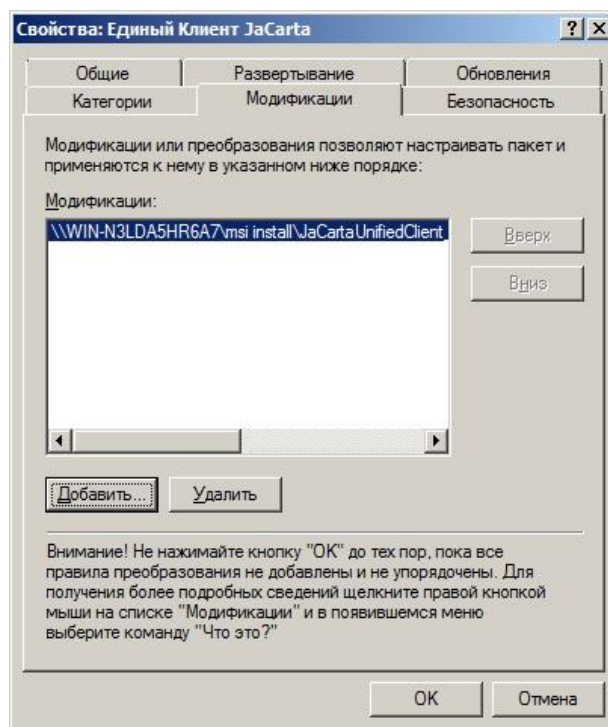 Свойства: Единый Клиент JaCarta
Общие
Развертывание
Обновления
Категории
Модификации
Безопасность
Модификации или преобразования позволяют настраивать пакет и
применяются к нему в указанном ниже порядке:
Модификации:
\\WIN-N3LDA5HR6A7\msi install\JaCartaUnifiedClient
Вверх
Вниз
Добавить...
Удалить
Внимание! Не нажимайте кнопку "OK" до тех пор, пока все
правила преобразования не добавлены и не упорядочены. Для
получения более подробных сведений щелкните правой кнопкой
мыши на списке "Модификации" и в появившемся меню
выберите команду "Что это?"
OK
Отмена